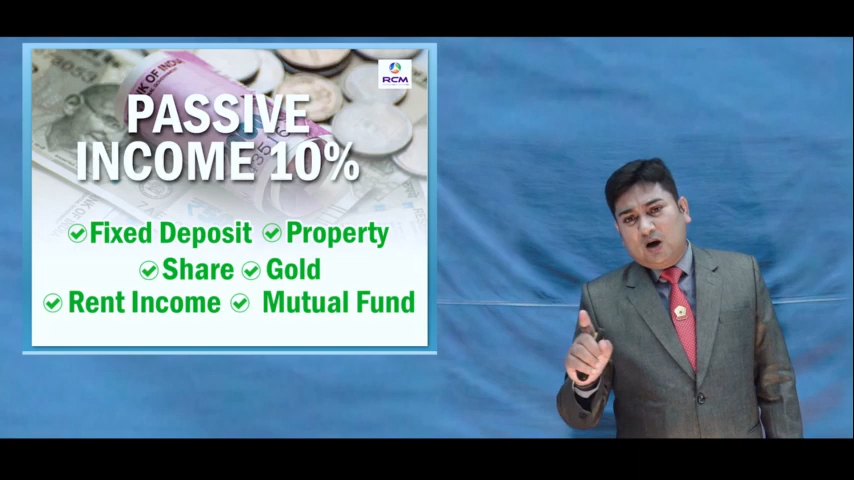 RCM
PASSIVE
INCOME 10%
Fixed Deposit Property
Share Gold
Rent Income Mutual Fund